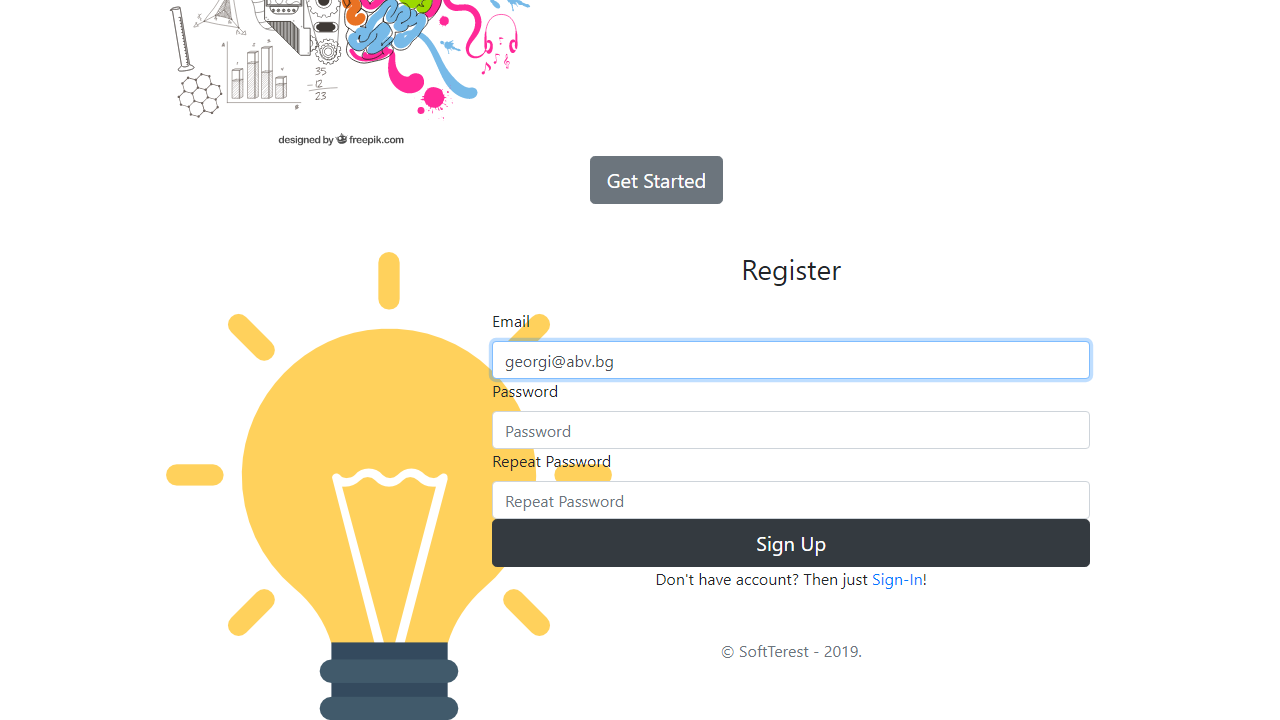 35
-12
23
designed by freepik.com
Get Started
Register
Email
georgi@abv.bg
Password
Password
Repeat Password
Repeat Password
Sign Up
Don't have account? Then just Sign-In!
© SoftTerest - 2019.